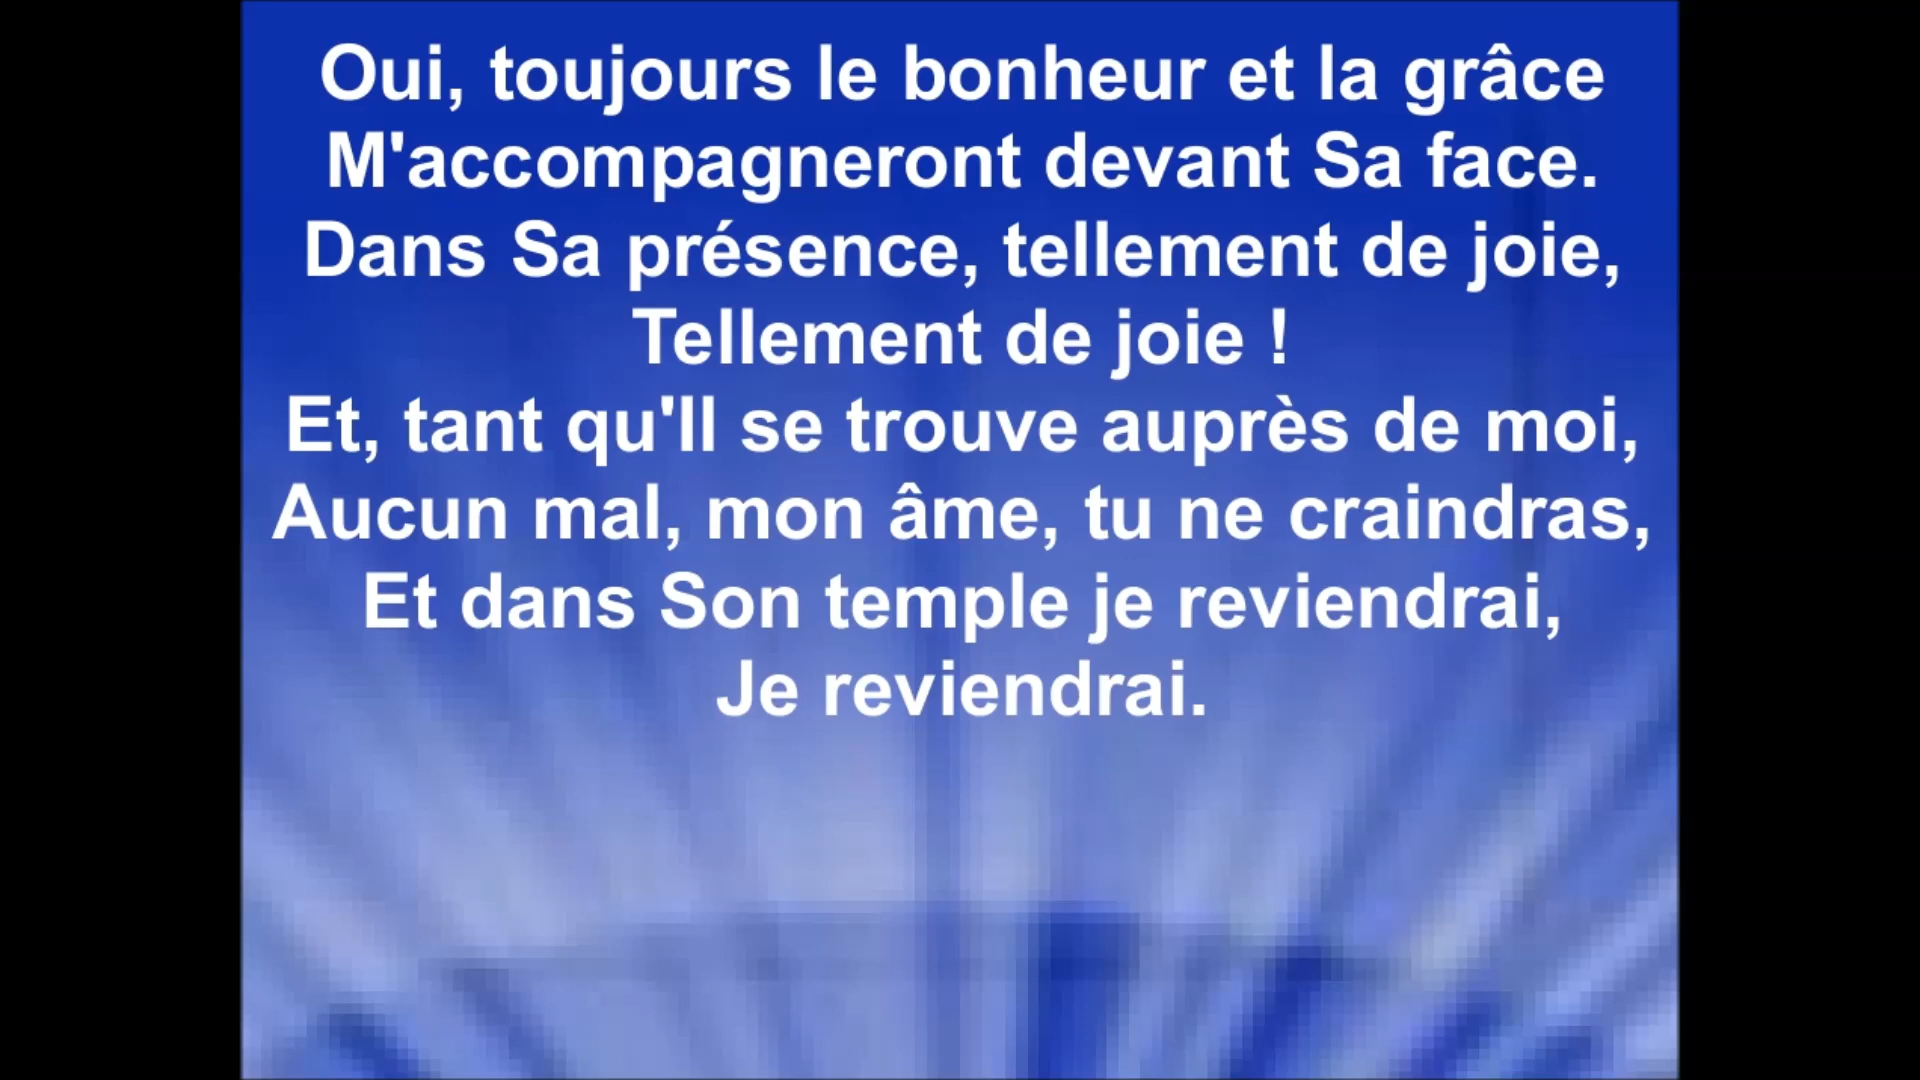 Oui, toujours le bonheur et la grâce
M'accompagneront devant Sa face.
Dans Sa présence, tellement de joie,
Tellement de joie !
Et, tant qu'Il se trouve auprès de moi,
Aucun mal, mon âme, tu ne craindras,
Et dans Son temple je reviendrai,
Je reviendrai.